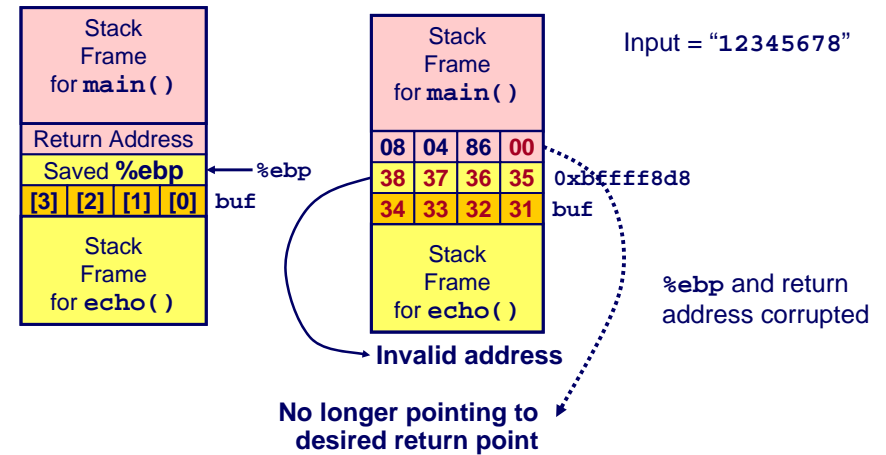 Stack
Frame
for main()
Return Address
Saved %ebp
%ebp
[3] [2] [1] [0]
buf
Stack
Frame
for echo()
Stack
Frame
for main()
08 04 86 00
38 37 36 35
0xbffff8d8
34 33 32 31
buf
Stack
Frame
for echo()
Input = “12345678”
%ebp and return
address corrupted
Invalid address
No longer pointing to
desired return point